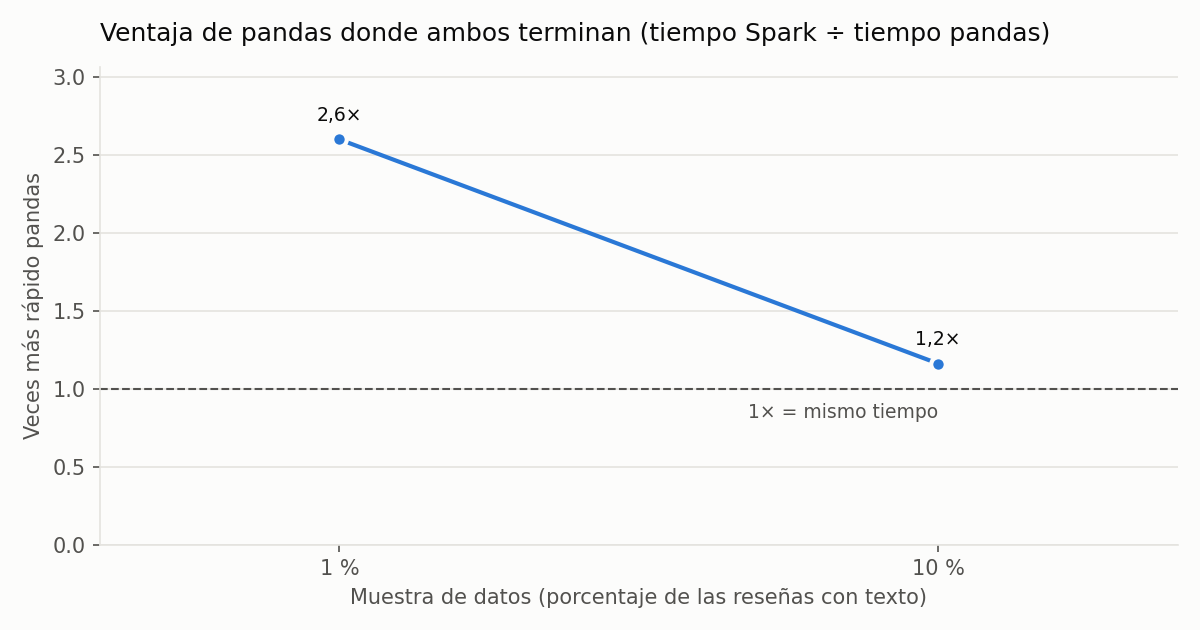 Ventaja de pandas donde ambos terminan (tiempo Spark ÷ tiempo pandas)
Veces más rápido pandas
3.0
2.5
2.0
1.5
1.0
0.5
0.0
2,6×
1,2×
1× = mismo tiempo
1 %
10 %
Muestra de datos (porcentaje de las reseñas con texto)